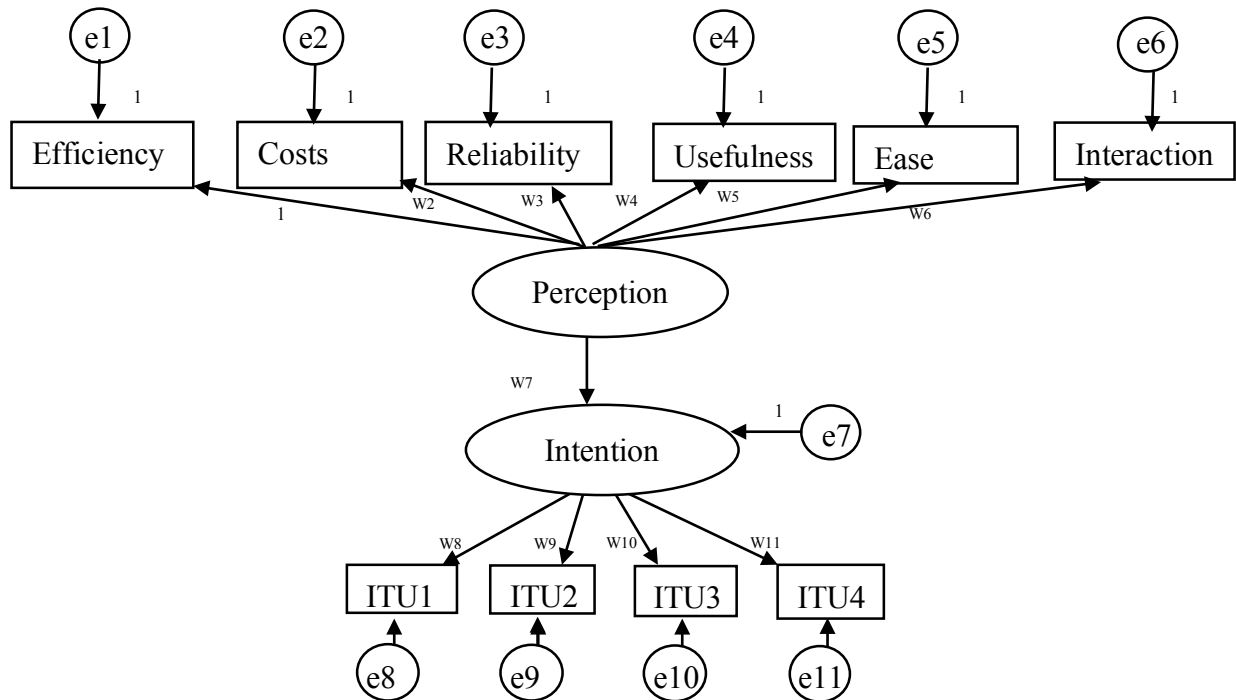 e1 e2 e3 e4 e5 e6
1 1 1 1 1 1
Efficiency Costs Reliability Usefulness Ease Interaction
1 W2 W3 W4 W5 W6
Perception
W7
Intention
1 e7
W8 W9 W10 W11
ITU1 ITU2 ITU3 ITU4
e8 e9 e10 e11